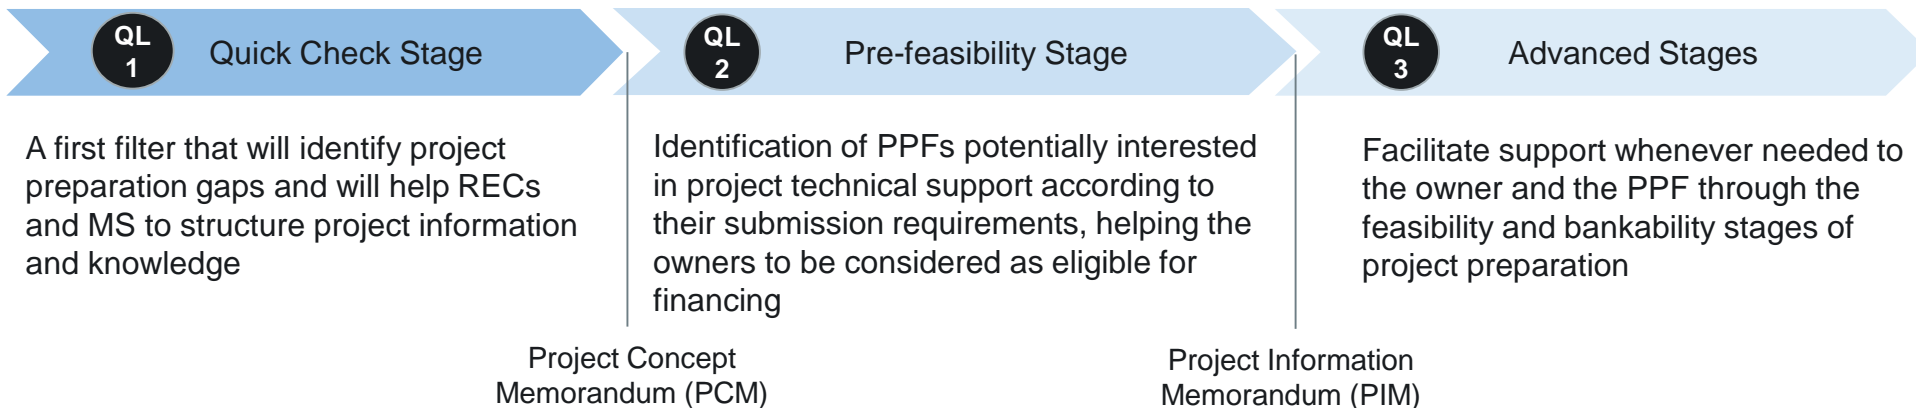 QL
1
Quick Check Stage
QL
2
Pre-feasibility Stage
QL
3
Advanced Stages
A first filter that will identify project
preparation gaps and will help RECs
and MS to structure project information
and knowledge
Identification of PPFs potentially interested
in project technical support according to
their submission requirements, helping the
owners to be considered as eligible for
financing
Facilitate support whenever needed to
the owner and the PPF through the
feasibility and bankability stages of
project preparation
Project Concept
Memorandum (PCM)
Project Information
Memorandum (PIM)